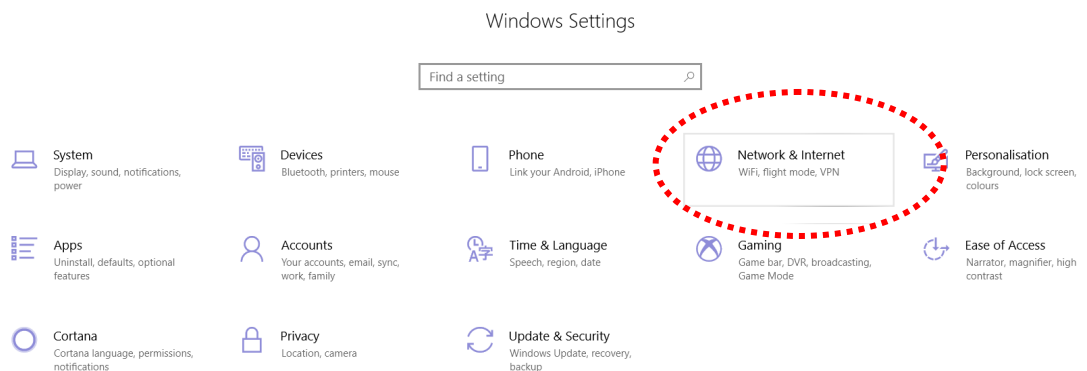 Windows Settings
Find a setting
System
Display, sound, notifications,
power
Devices
Bluetooth, printers, mouse
Phone
Link your Android, iPhone
Network & Internet
WiFi, flight mode, VPN
Personalisation
Background, lock screen,
colours
Apps
Uninstall, defaults, optional
features
Accounts
Your accounts, email, sync,
work, family
Time & Language
Speech, region, date
Gaming
Game bar, DVR, broadcasting,
Game Mode
Ease of Access
Narrator, magnifier, high
contrast
Cortana
Cortana language, permissions,
notifications
Privacy
Location, camera
Update & Security
Windows Update, recovery,
backup